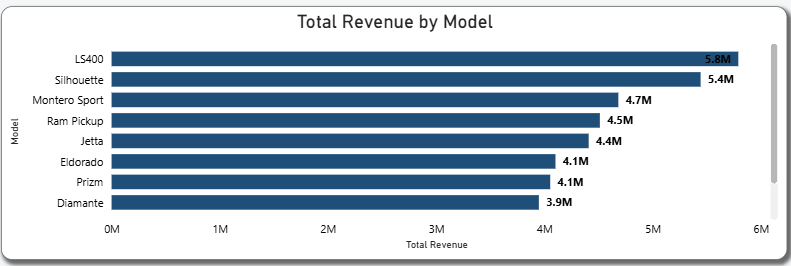 Total Revenue by Model
Model
LS400 5.8M
Silhouette 5.4M
Montero Sport 4.7M
Ram Pickup 4.5M
Jetta 4.4M
Eldorado 4.1M
Prizm 4.1M
Diamante 3.9M
0M 1M 2M 3M 4M 5M 6M
Total Revenue